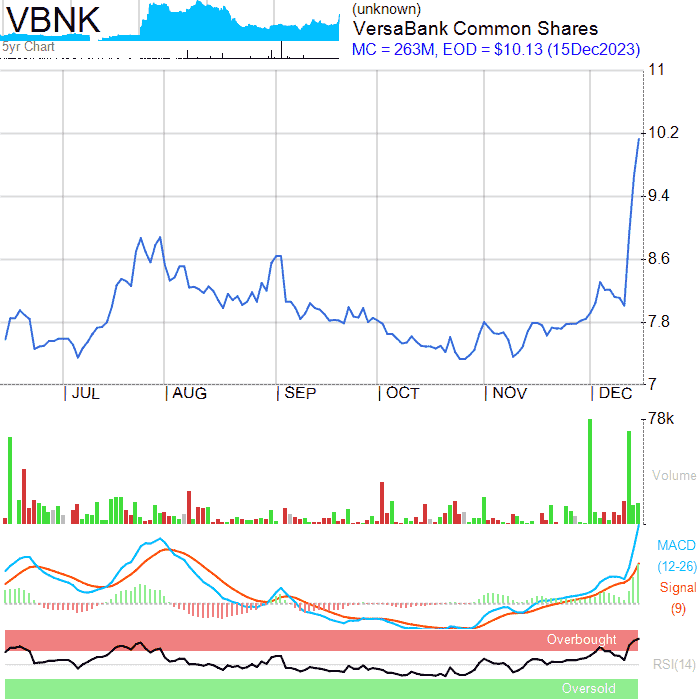 VBNK
5yr Chart
(unknown)
VersaBank Common Shares
MC = 263M, EOD = $10.13 (15Dec2023)
11
10.2
9.4
8.6
7.8
7
JUL
AUG
SEP
OCT
NOV
DEC
78k
Volume
MACD
(12-26)
Signal
(9)
Overbought
RSI(14)
Oversold